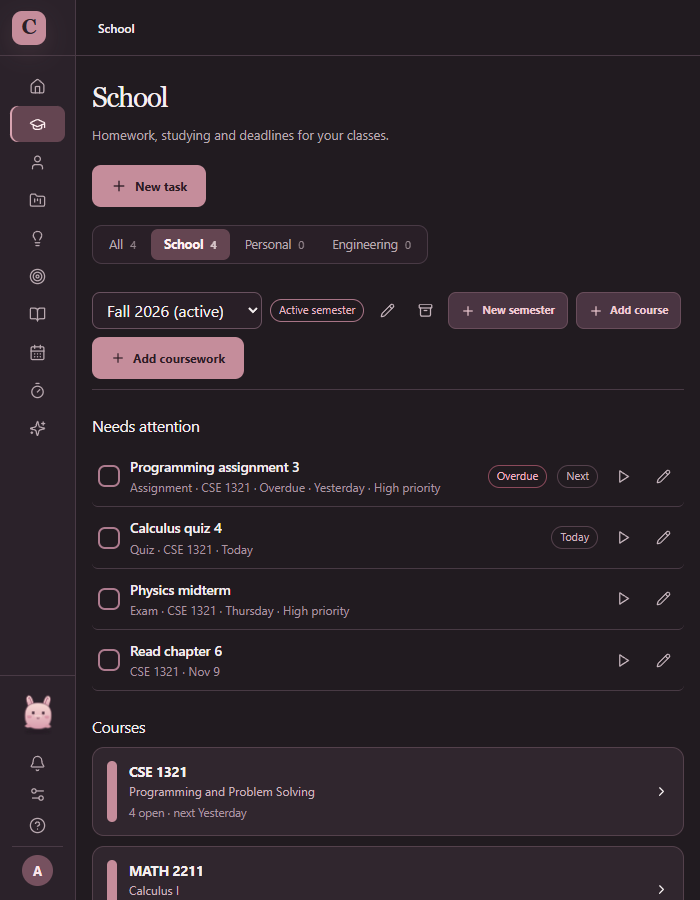 C
School
School
Homework, studying and deadlines for your classes.
New task
All 4 School 4 Personal 0 Engineering 0
Fall 2026 (active) Active semester New semester Add course
Add coursework
Needs attention
Programming assignment 3
Assignment · CSE 1321 · Overdue · Yesterday · High priority
Overdue Next
Calculus quiz 4
Quiz · CSE 1321 · Today
Today
Physics midterm
Exam · CSE 1321 · Thursday · High priority
Read chapter 6
CSE 1321 · Nov 9
Courses
CSE 1321
Programming and Problem Solving
4 open · next Yesterday
MATH 2211
Calculus I
A